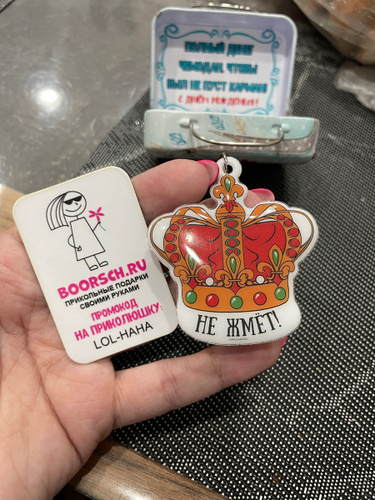 ПОЛНЫЙ ДЕНЕГ
ЧЕМОДАН, ЧТОБЫ
БЫЛ НЕ ПУСТ КАРМАН!
С ДНЁМ РОЖДЕНИЯ!
BOORSCH.RU
ПРИКОЛЬНЫЕ ПОДАРКИ
СВОИМИ РУКАМИ
ПРОМОКОД
НА ПРИКОЛЮШКУ:
LOL-HAHA
НЕ ЖМЁТ!